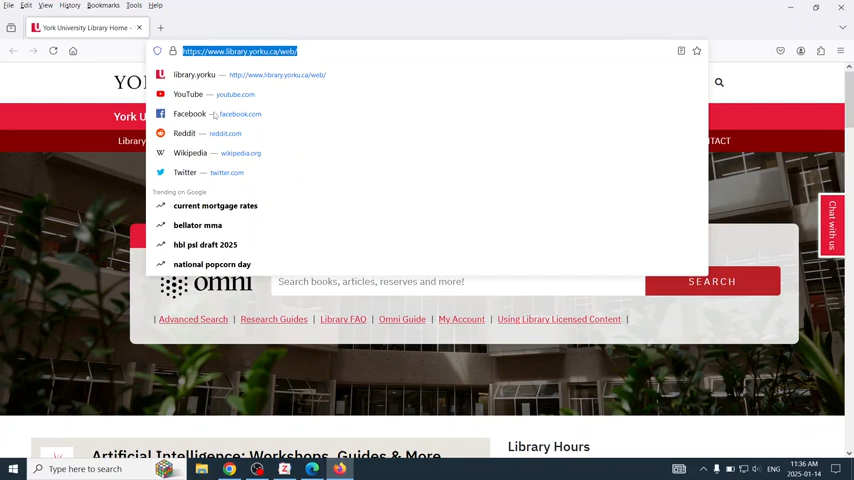 File Edit View History Bookmarks Tools Help
York University Library Home -
https://www.library.yorku.ca/web/
library.yorku — http://www.library.yorku.ca/web/
YouTube — youtube.com
Facebook — facebook.com
Reddit — reddit.com
Wikipedia — wikipedia.org
Twitter — twitter.com
Trending on Google
current mortgage rates
bellator mma
hbl psl draft 2025
national popcorn day
YO
York U
Library
TACT
Chat with us
omni
Search books, articles, reserves and more!
SEARCH
| Advanced Search | Research Guides | Library FAQ | Omni Guide | My Account | Using Library Licensed Content |
Artificial Intelligence: Workshops, Guides & More
Library Hours
Type here to search
ENG
11:36 AM
2025-01-14